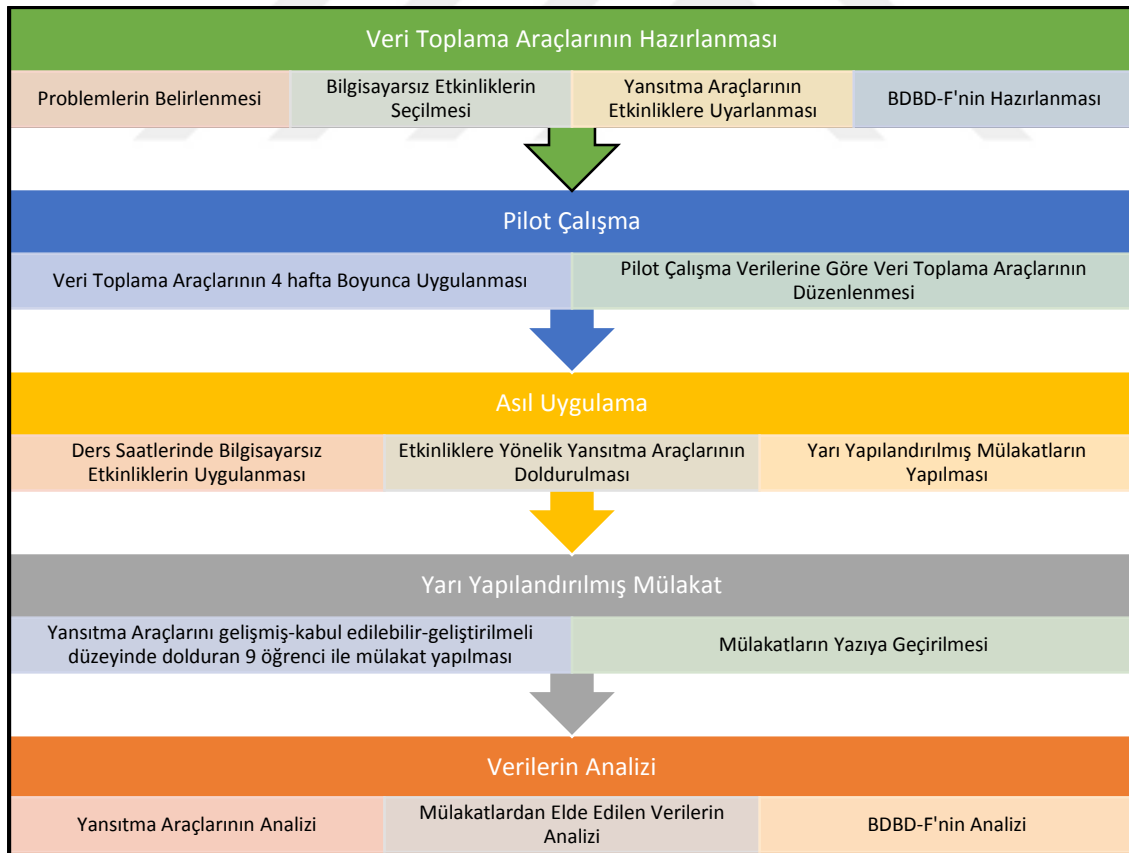 Veri Toplama Araçlarının Hazırlanması
Problemlerin Belirlenmesi
Bilgisayarsız Etkinliklerin
Seçilmesi
Yansıtma Araçlarının
Etkinliklere Uyarlanması
BDBD-F'nin Hazırlanması
Pilot Çalışma
Veri Toplama Araçlarının 4 hafta Boyunca Uygulanması
Pilot Çalışma Verilerine Göre Veri Toplama Araçlarının
Düzenlenmesi
Asıl Uygulama
Ders Saatlerinde Bilgisayarsız
Etkinliklerin Uygulanması
Etkinliklere Yönelik Yansıtma Araçlarının
Doldurulması
Yarı Yapılandırılmış Mülakatların
Yapılması
Yarı Yapılandırılmış Mülakat
Yansıtma Araçlarını gelişmiş-kabul edilebilir-geliştirilmeli
düzeyinde dolduran 9 öğrenci ile mülakat yapılması
Mülakatların Yazıya Geçirilmesi
Verilerin Analizi
Yansıtma Araçlarının Analizi
Mülakatlardan Elde Edilen Verilerin
Analizi
BDBD-F'nin Analizi